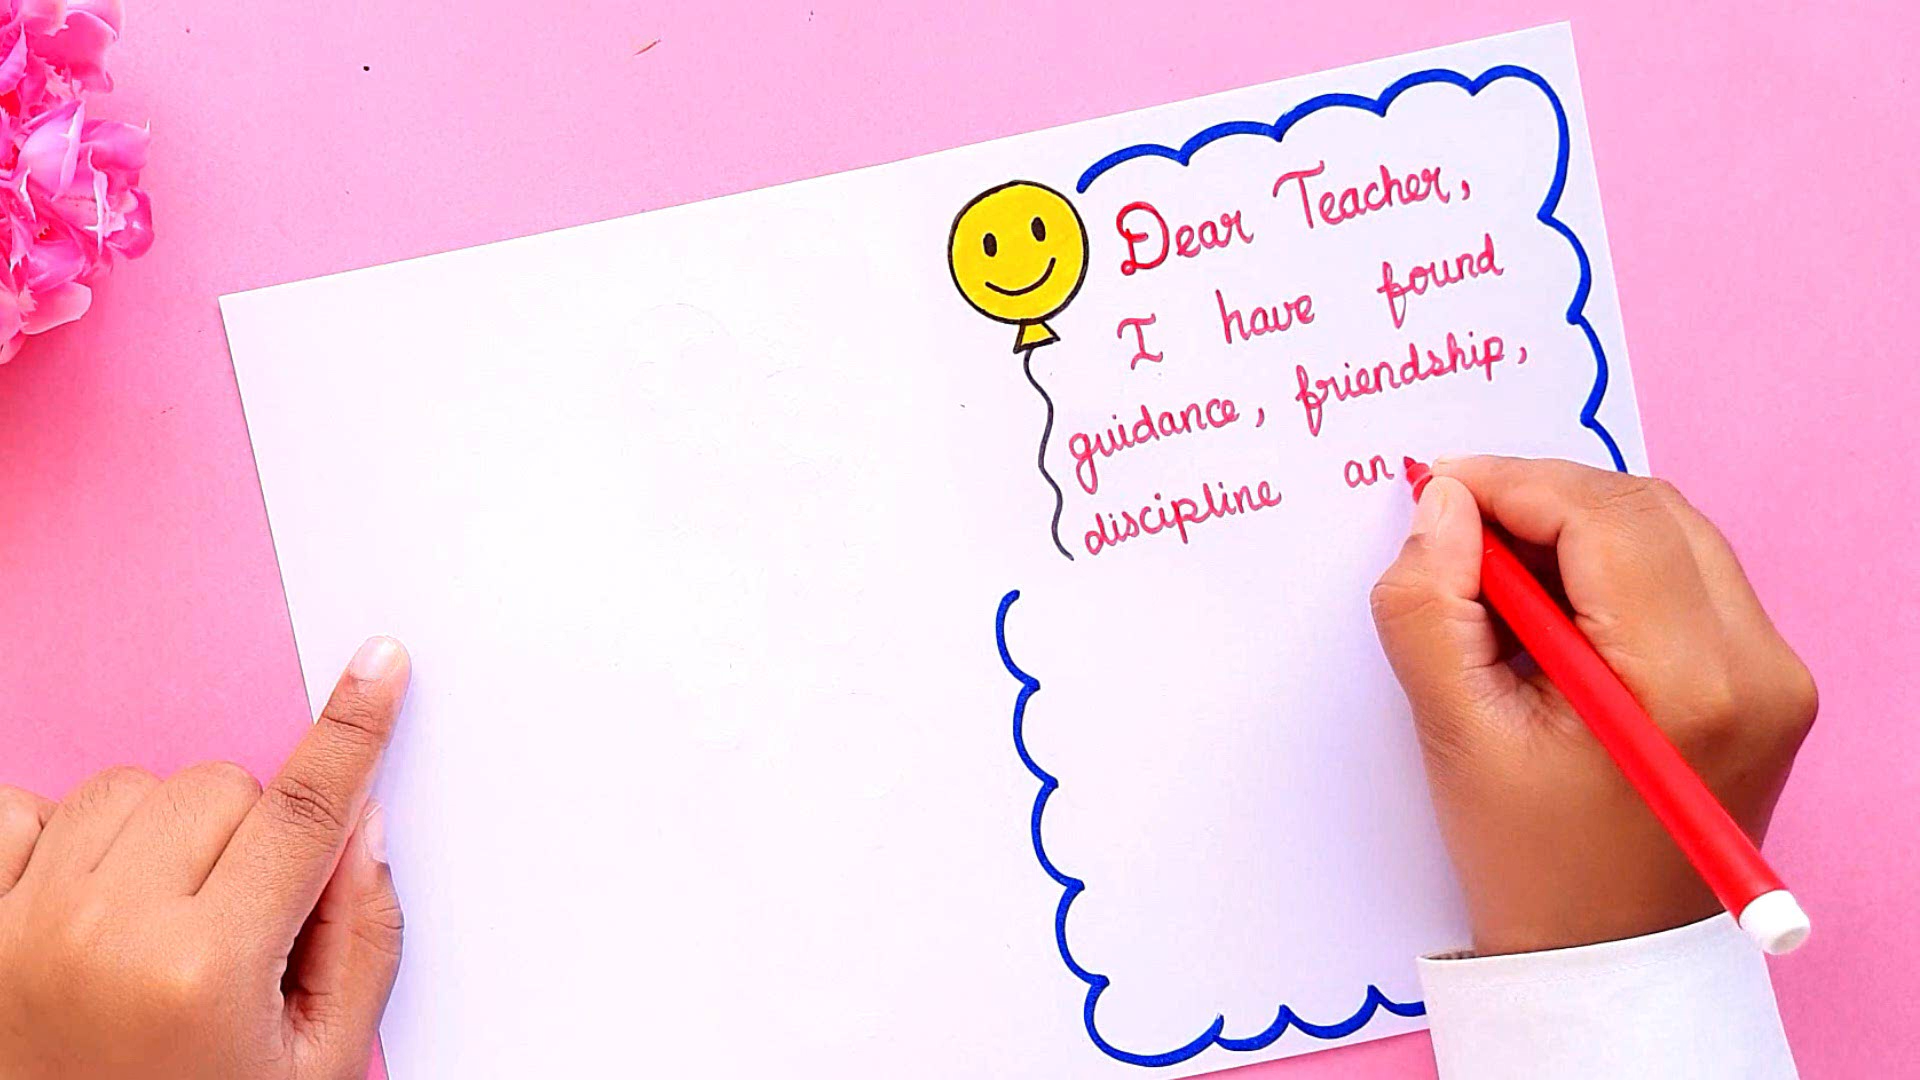 Dear Teacher,
I have found
guidance, friendship,
discipline an